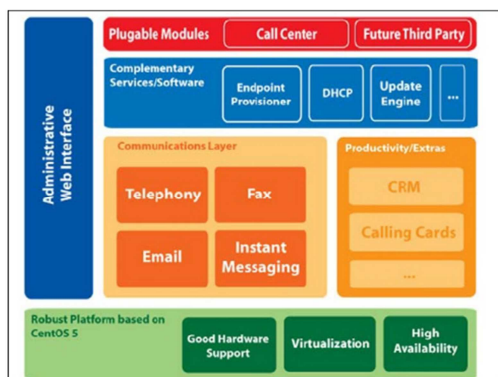 Administrative
Web Interface
Plugable Modules
Call Center
Future Third Party
Complementary
Services/Software
Endpoint
Provisioner
DHCP
Update
Engine
...
Communications Layer
Telephony
Fax
Email
Instant
Messaging
Productivity/Extras
CRM
Calling Cards
...
Robust Platform based on
CentOS 5
Good Hardware
Support
Virtualization
High
Availability